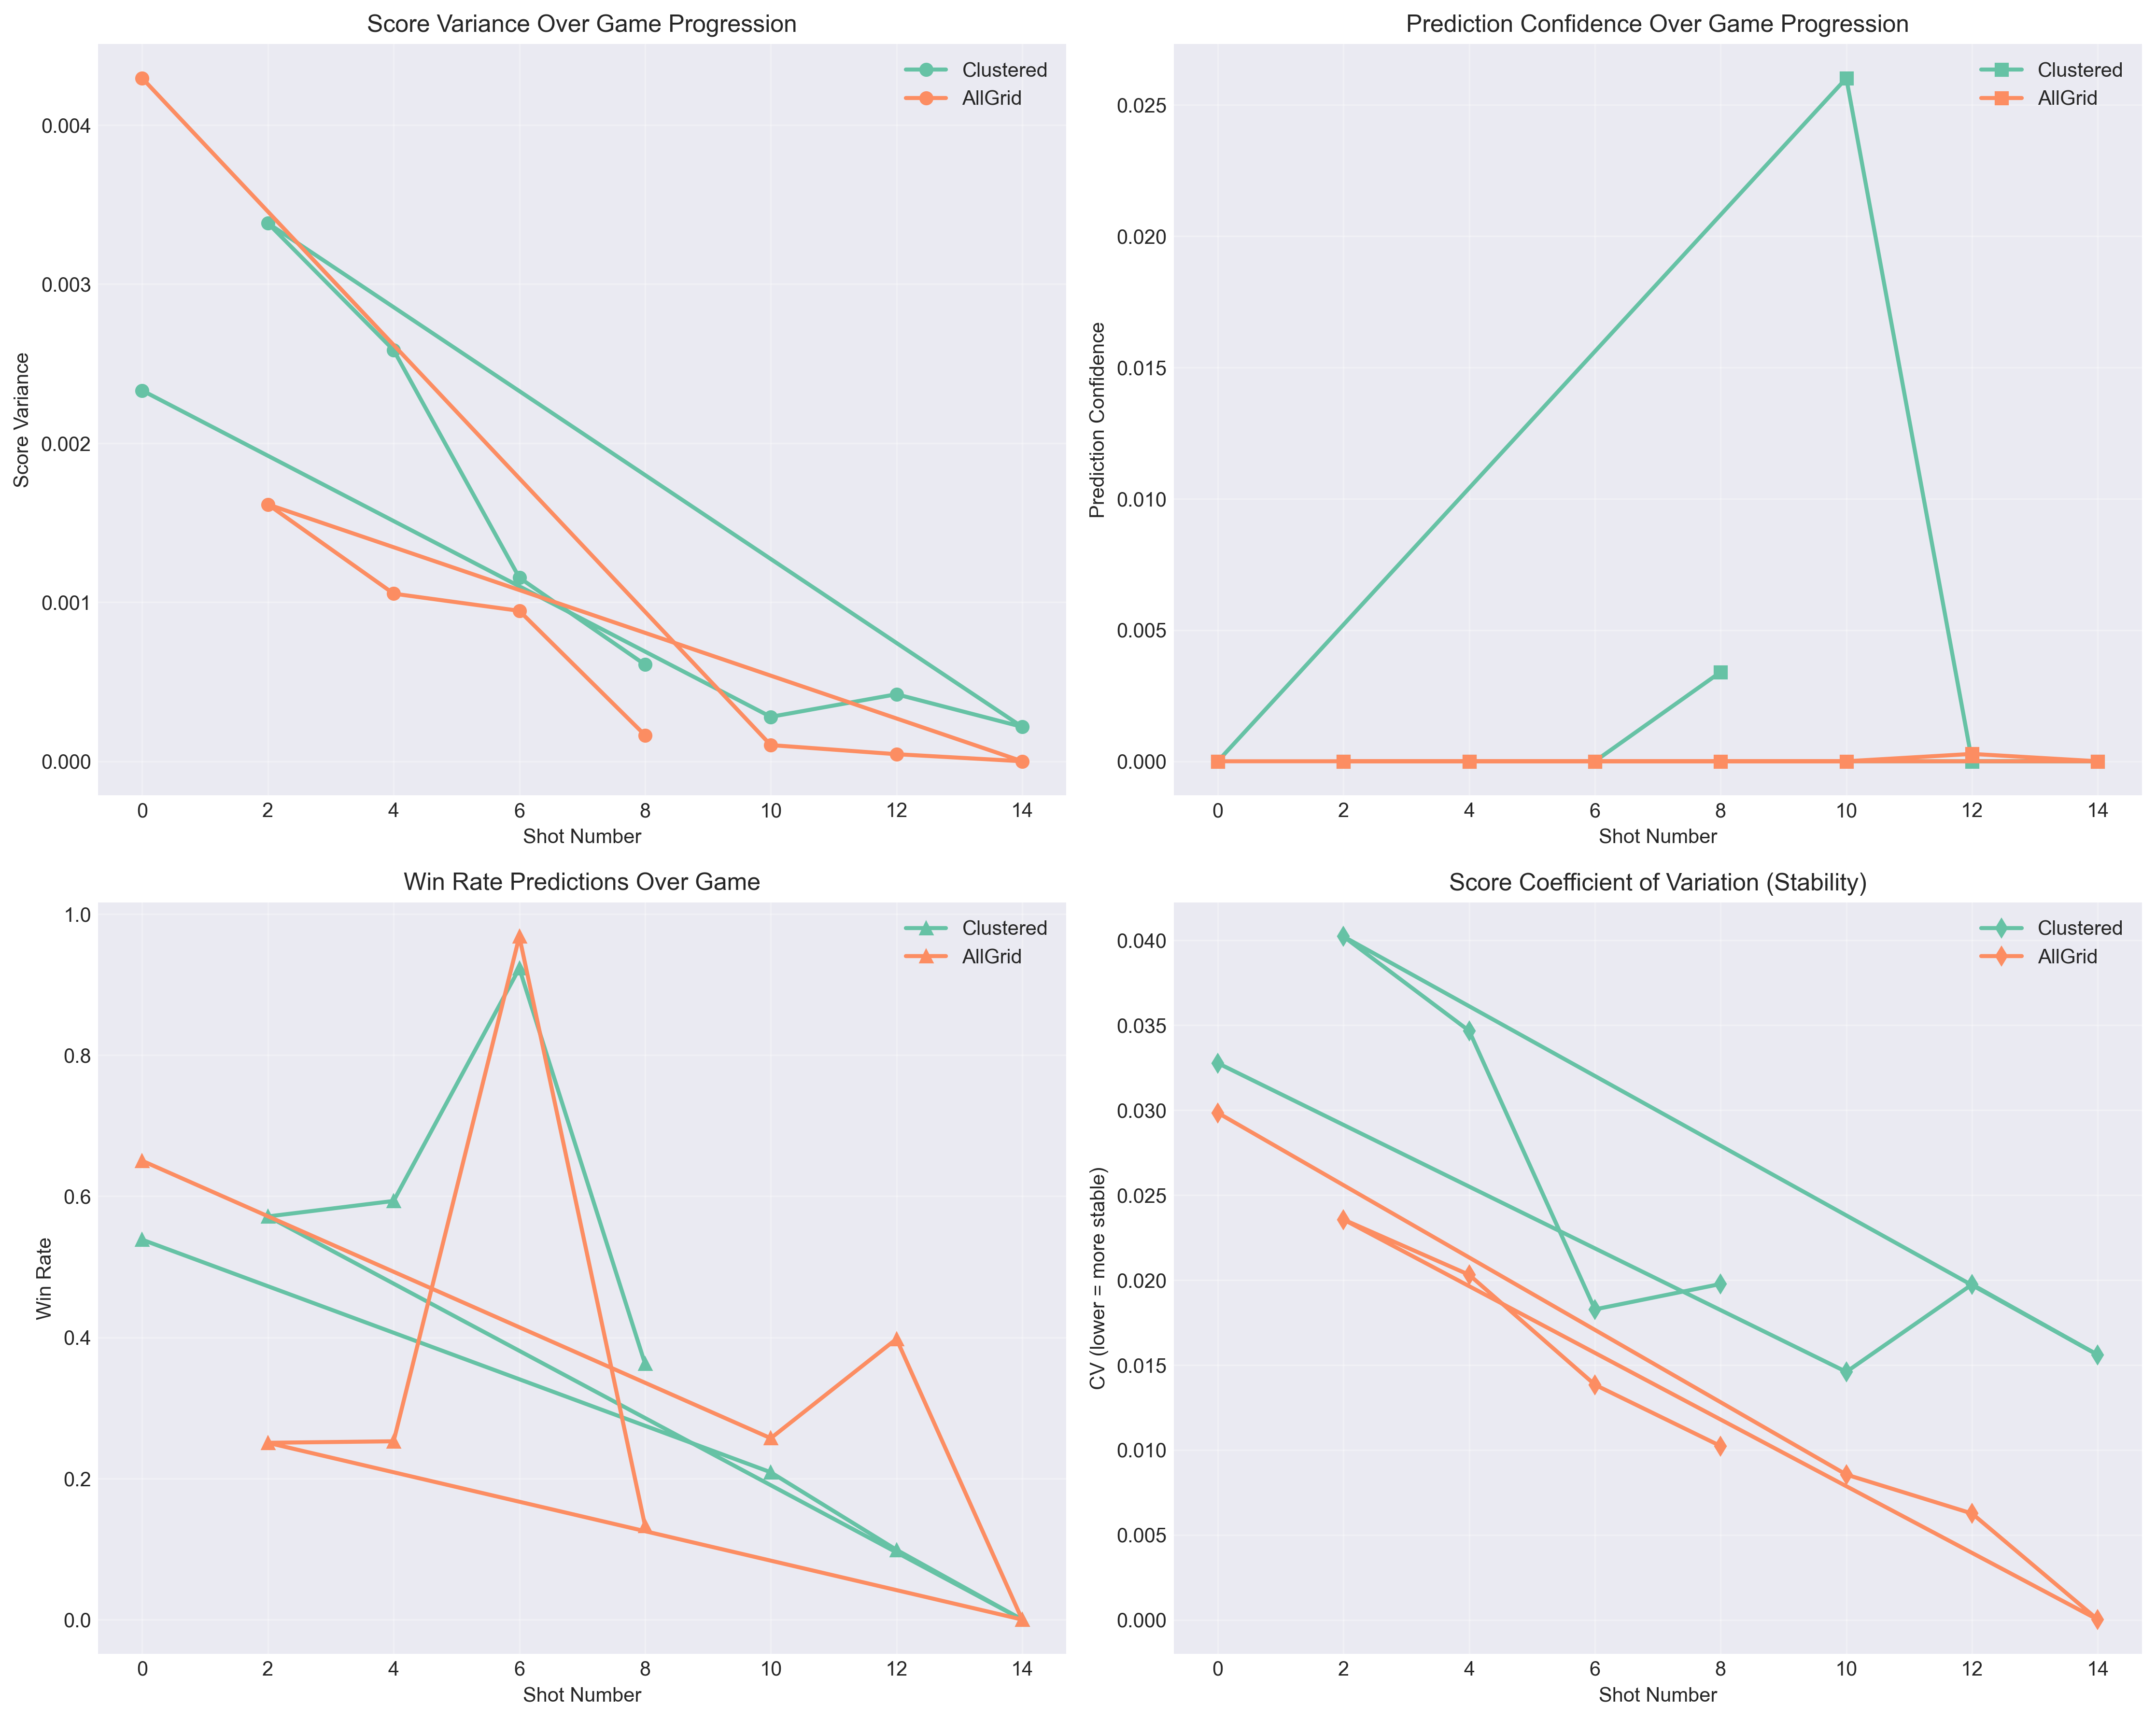 Score Variance Over Game Progression
Clustered
AllGrid
Score Variance
0.004
0.003
0.002
0.001
0.000
0 2 4 6 8 10 12 14
Shot Number
Prediction Confidence Over Game Progression
Clustered
AllGrid
Prediction Confidence
0.025
0.020
0.015
0.010
0.005
0.000
0 2 4 6 8 10 12 14
Shot Number
Win Rate Predictions Over Game
Clustered
AllGrid
Win Rate
1.0
0.8
0.6
0.4
0.2
0.0
0 2 4 6 8 10 12 14
Shot Number
Score Coefficient of Variation (Stability)
Clustered
AllGrid
CV (lower = more stable)
0.040
0.035
0.030
0.025
0.020
0.015
0.010
0.005
0.000
0 2 4 6 8 10 12 14
Shot Number